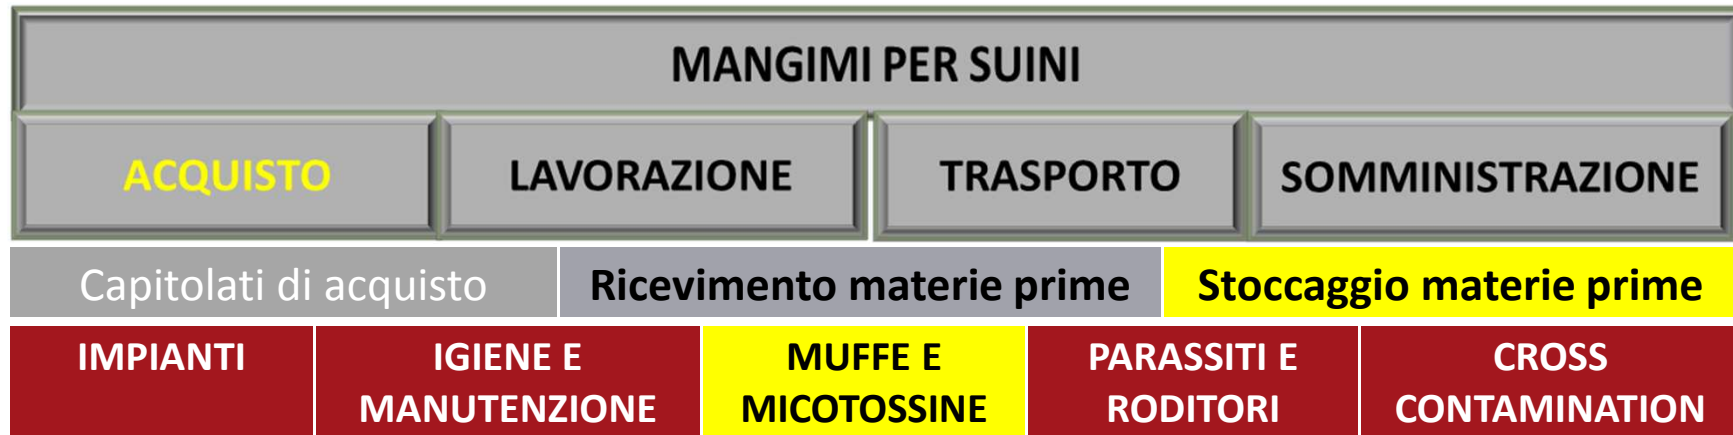 MANGIMI PER SUINI
ACQUISTO
LAVORAZIONE
TRASPORTO
SOMMINISTRAZIONE
Capitolati di acquisto
Ricevimento materie prime
Stoccaggio materie prime
IMPIANTI
IGIENE E
MANUTENZIONE
MUFFE E
MICOTOSSINE
PARASSITI E
RODITORI
CROSS
CONTAMINATION